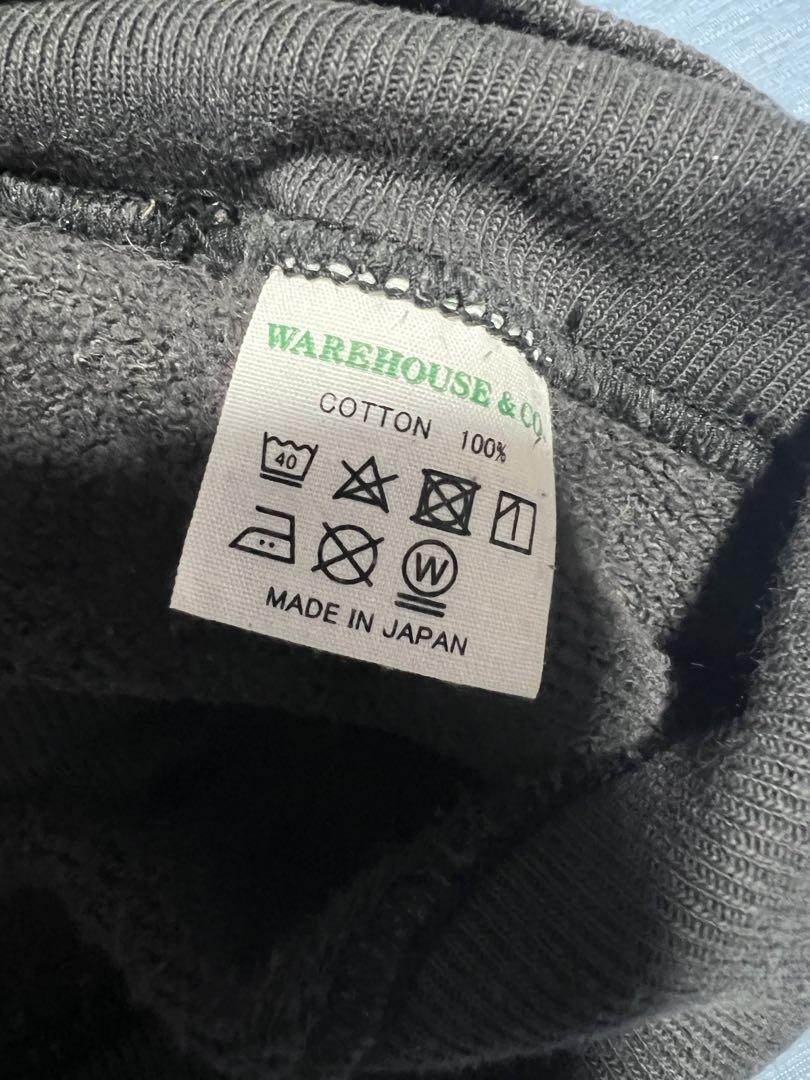 WAREHOUSE & CO.
COTTON 100%
40
W
MADE IN JAPAN